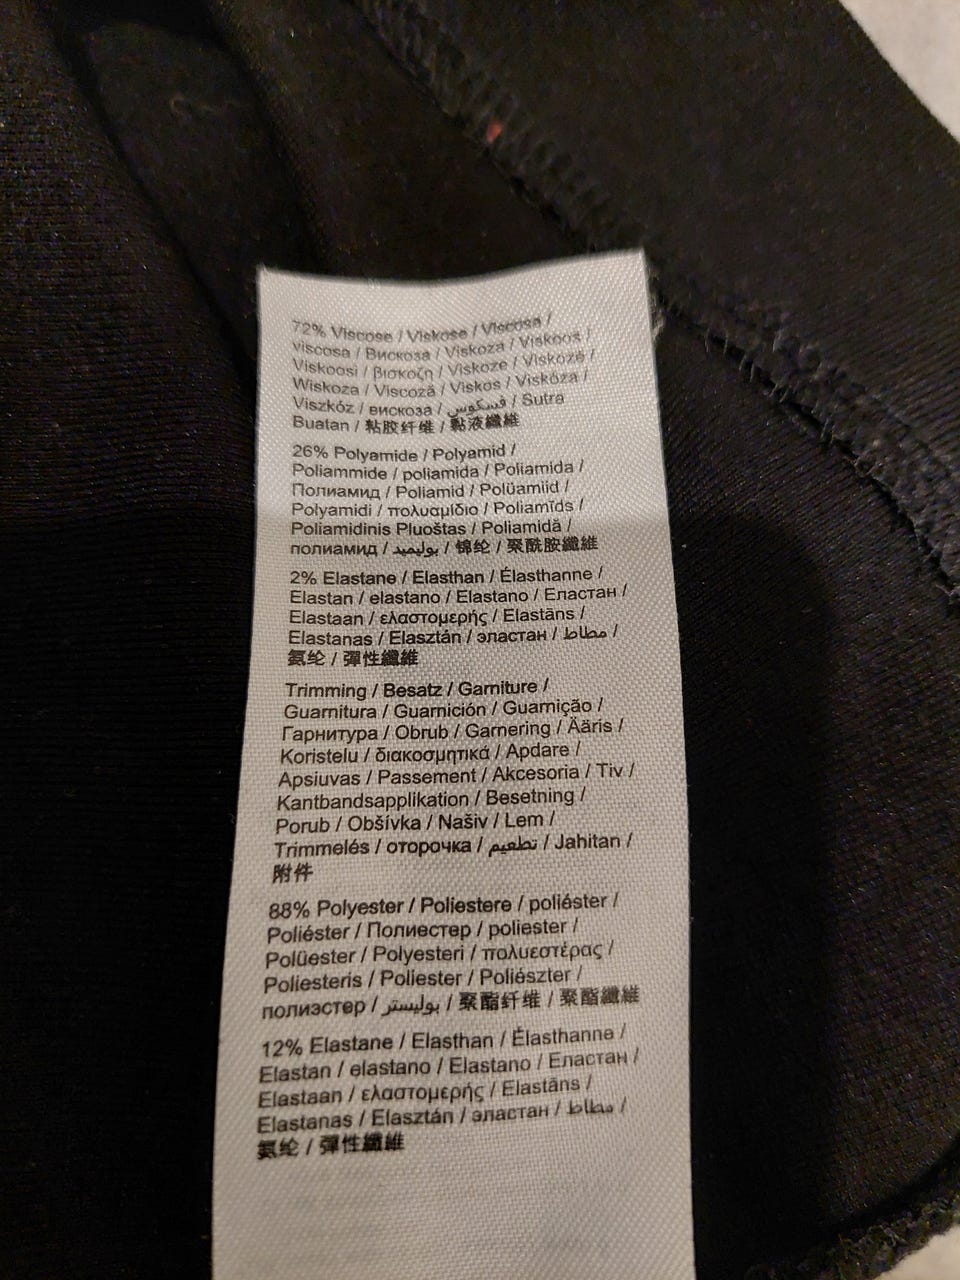 72% Viscose / Viskose / Viscosa /
viscosa / Вискоза / Viskoza / Viskoos /
Viskoosi / βισκοζη / Viskoze / Viskozė /
Wiskoza / Viscoză / Viskos / Viskóza /
Viszkóz / вискоза / فسكوس / Sutra
Buatan / 粘胶纤维 / 黏液纖維
26% Polyamide / Polyamid /
Poliammide / poliamida / Poliamida /
Полиамид / Poliamid / Polüamiid /
Polyamidi / πολυαμίδιο / Poliamīds /
Poliamidinis Pluoštas / Poliamidă /
полиамид / بوليميد / 锦纶 / 聚酰胺纖維
2% Elastane / Elasthan / Élasthanne /
Elastan / elastano / Elastano / Еластан /
Elastaan / ελαστομερής / Elastāns /
Elastanas / Elasztán / эластан / مطاط /
氨纶 / 彈性纖維
Trimming / Besatz / Garniture /
Guarnitura / Guarnición / Guarnição /
Гарнитура / Obrub / Garnering / Ääris /
Koristelu / διακοσμητικά / Apdare /
Apsiuvas / Passement / Akcesoria / Tiv /
Kantbandsapplikation / Besetning /
Porub / Obšívka / Našiv / Lem /
Trimmelés / оторочка / تطعيم / Jahitan /
附件
88% Polyester / Poliestere / poliéster /
Poliéster / Полиестер / poliester /
Polüester / Polyesteri / πολυεστέρας /
Poliesteris / Poliester / Poliészter /
полиэстер / بوليستر / 聚酯纤维 / 聚酯纖維
12% Elastane / Elasthan / Élasthanne /
Elastan / elastano / Elastano / Еластан /
Elastaan / ελαστομερής / Elastāns /
Elastanas / Elasztán / эластан / مطاط /
氨纶 / 彈性纖維